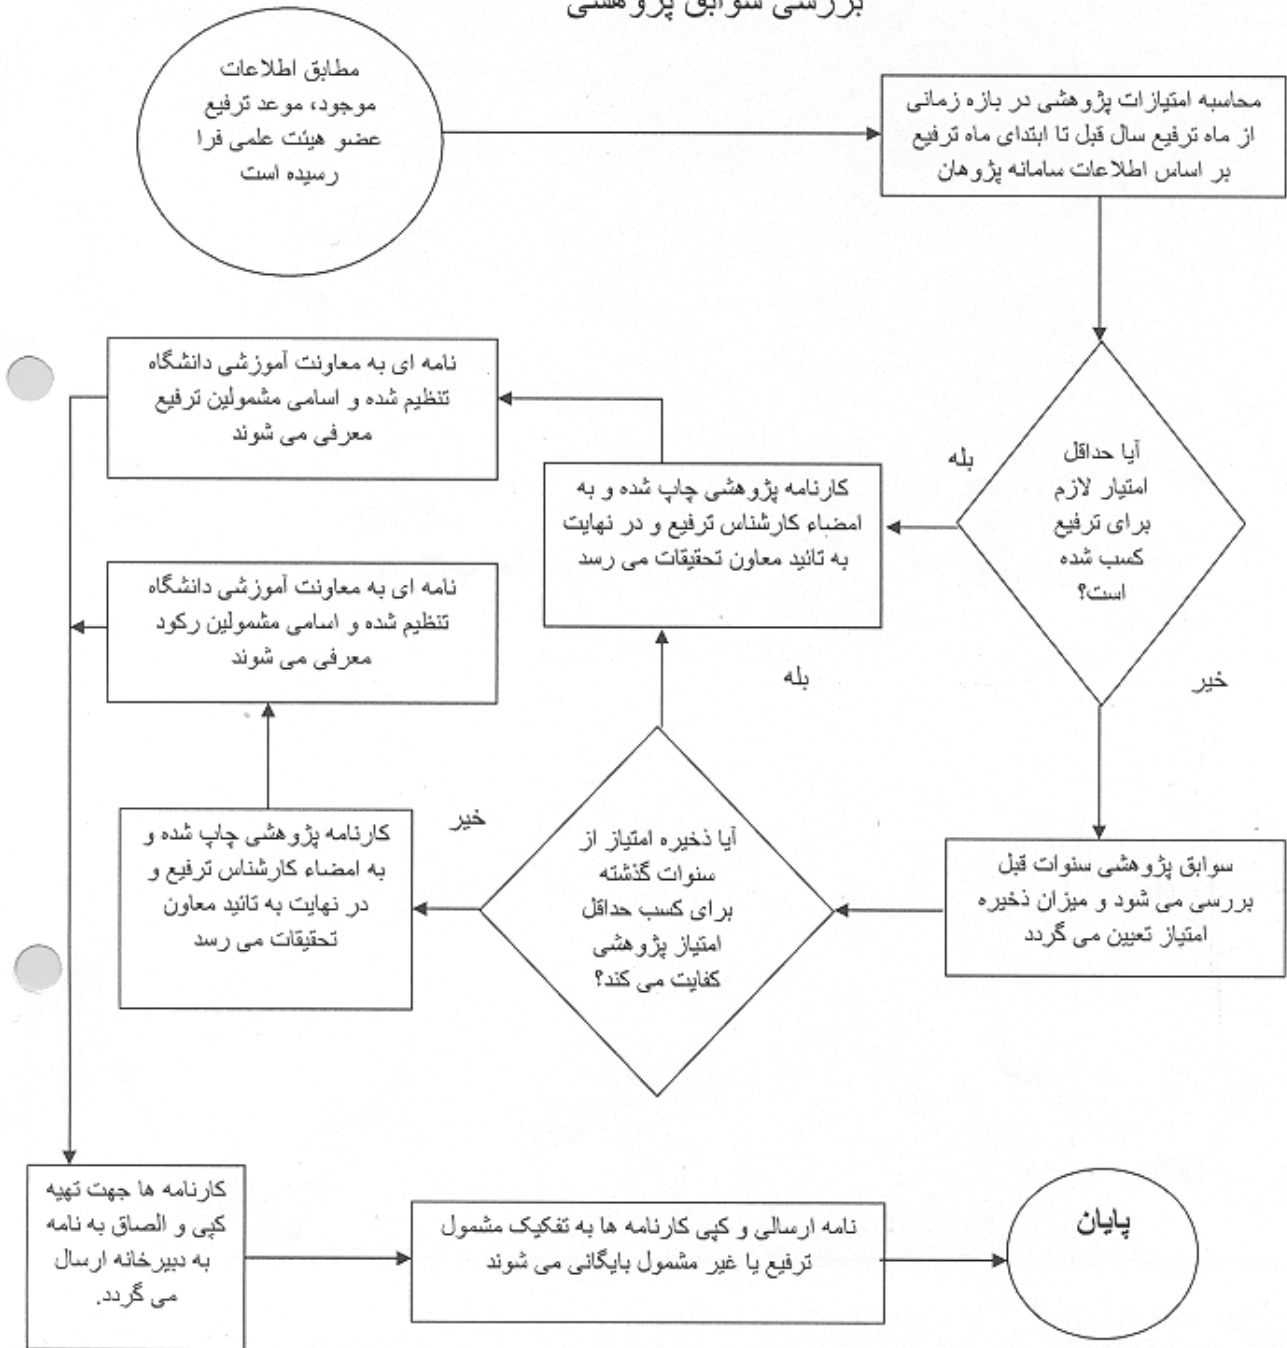 بررسی سوابق پژوهشی
مطابق اطلاعات
موجود، موعد ترفیع
عضو هیئت علمی فرا
رسیده است
محاسبه امتیازات پژوهشی در بازه زمانی
از ماه ترفیع سال قبل تا ابتدای ماه ترفیع
بر اساس اطلاعات سامانه پژوهان
آیا حداقل
امتیار لازم
برای ترفیع
کسب شده
است؟
بله
خیر
کارنامه پژوهشی چاپ شده و به
امضاء کارشناس ترفیع و در نهایت
به تائید معاون تحقیقات می رسد
نامه ای به معاونت آموزشی دانشگاه
تنظیم شده و اسامی مشمولین ترفیع
معرفی می شوند
نامه ای به معاونت آموزشی دانشگاه
تنظیم شده و اسامی مشمولین رکود
معرفی می شوند
سوابق پژوهشی سنوات قبل
بررسی می شود و میزان ذخیره
امتیاز تعیین می گردد
آیا ذخیره امتیاز از
سنوات گذشته
برای کسب حداقل
امتیاز پژوهشی
کفایت می کند؟
بله
خیر
کارنامه پژوهشی چاپ شده و
به امضاء کارشناس ترفیع و
در نهایت به تائید معاون
تحقیقات می رسد
کارنامه ها جهت تهیه
کپی و الصاق به نامه
به دبیرخانه ارسال
می گردد.
نامه ارسالی و کپی کارنامه ها به تفکیک مشمول
ترفیع یا غیر مشمول بایگانی می شوند
پایان